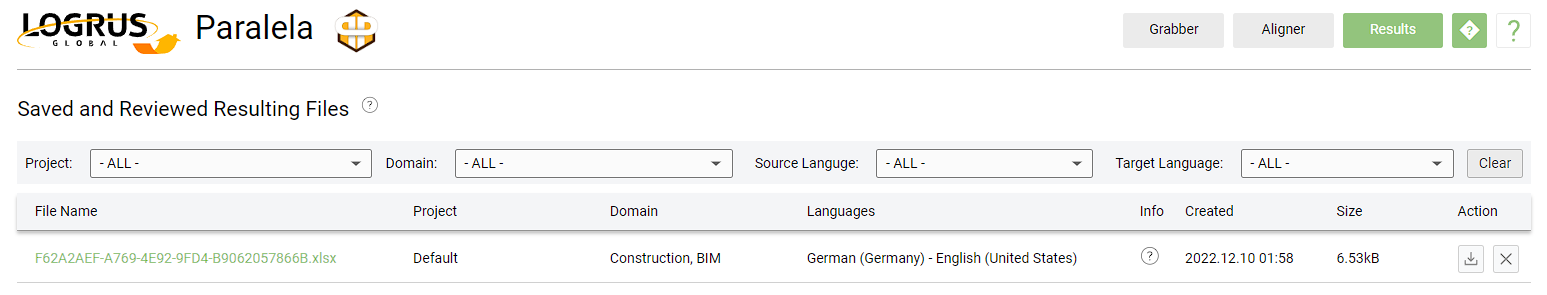 LOGRUS
GLOBAL
Paralela
Grabber Aligner Results ? ?
Saved and Reviewed Resulting Files ?
Project: - ALL - Domain: - ALL - Source Languge: - ALL - Target Language: - ALL - Clear
File Name Project Domain Languages Info Created Size Action
F62A2AEF-A769-4E92-9FD4-B9062057866B.xlsx Default Construction, BIM German (Germany) - English (United States) ? 2022.12.10 01:58 6.53kB